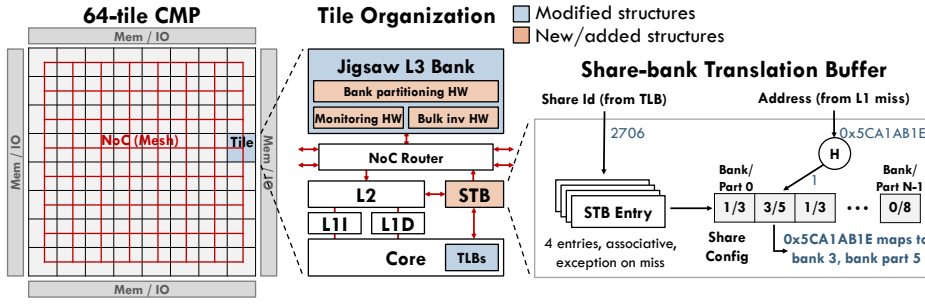 64-tile CMP
Mem / IO
Mem / IO
NoC (Mesh)
Tile
Mem / IO
Mem / IO
Tile Organization
Modified structures
New/added structures
Jigsaw L3 Bank
Bank partitioning HW
Monitoring HW
Bulk inv HW
NoC Router
L2
STB
L1I
L1D
Core
TLBs
Share-bank Translation Buffer
Share Id (from TLB)
Address (from L1 miss)
2706
0x5CA1AB1E
H
1
Bank/
Part 0
Bank/
Part N-1
STB Entry
1/3
3/5
1/3
•••
0/8
4 entries, associative,
exception on miss
Share
Config
0x5CA1AB1E maps to
bank 3, bank part 5